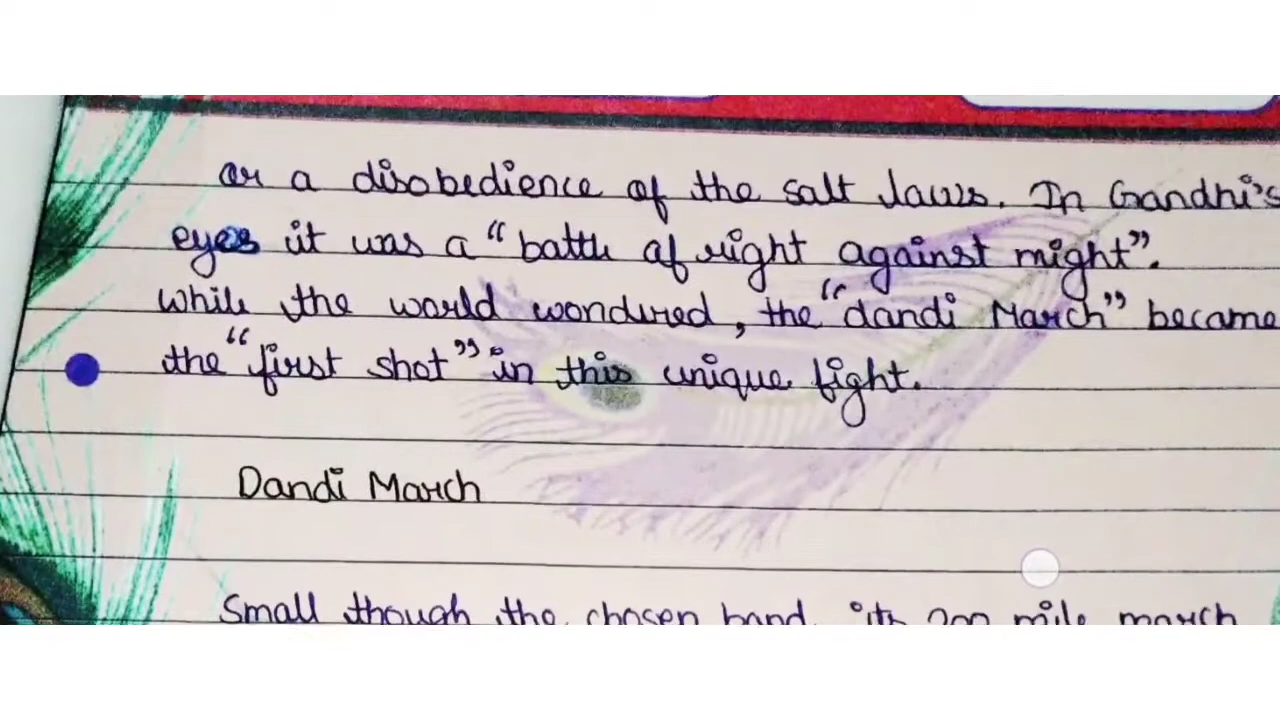 or a disobedience of the salt laws. In Gandhi's
eyes it was a "battle of right against might".
While the world wondered, the "dandi March" became
the "first shot" in this unique fight.
Dandi March
Small though the chosen band, its 200 mile march